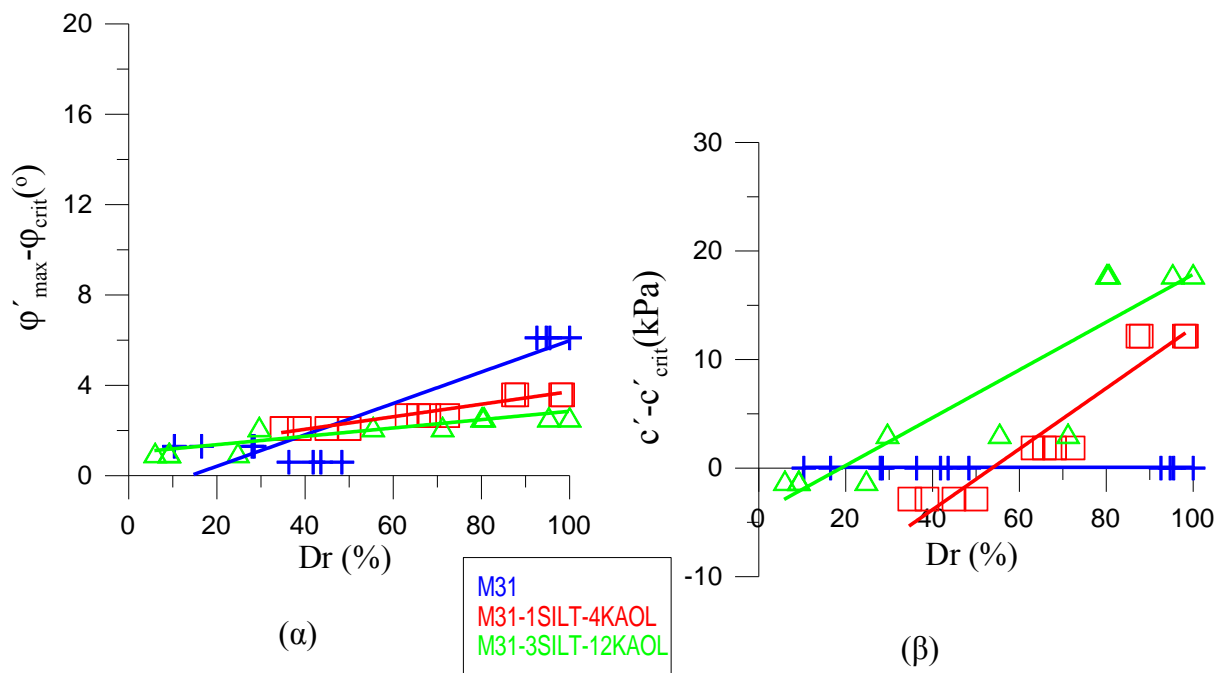 20
16
12
8
4
0
φ´max-φcrit(º)
0 20 40 60 80 100
Dr (%)
(α)
30
20
10
0
-10
c´-c´crit(kPa)
0 20 40 60 80 100
Dr (%)
(β)
M31
M31-1SILT-4KAOL
M31-3SILT-12KAOL